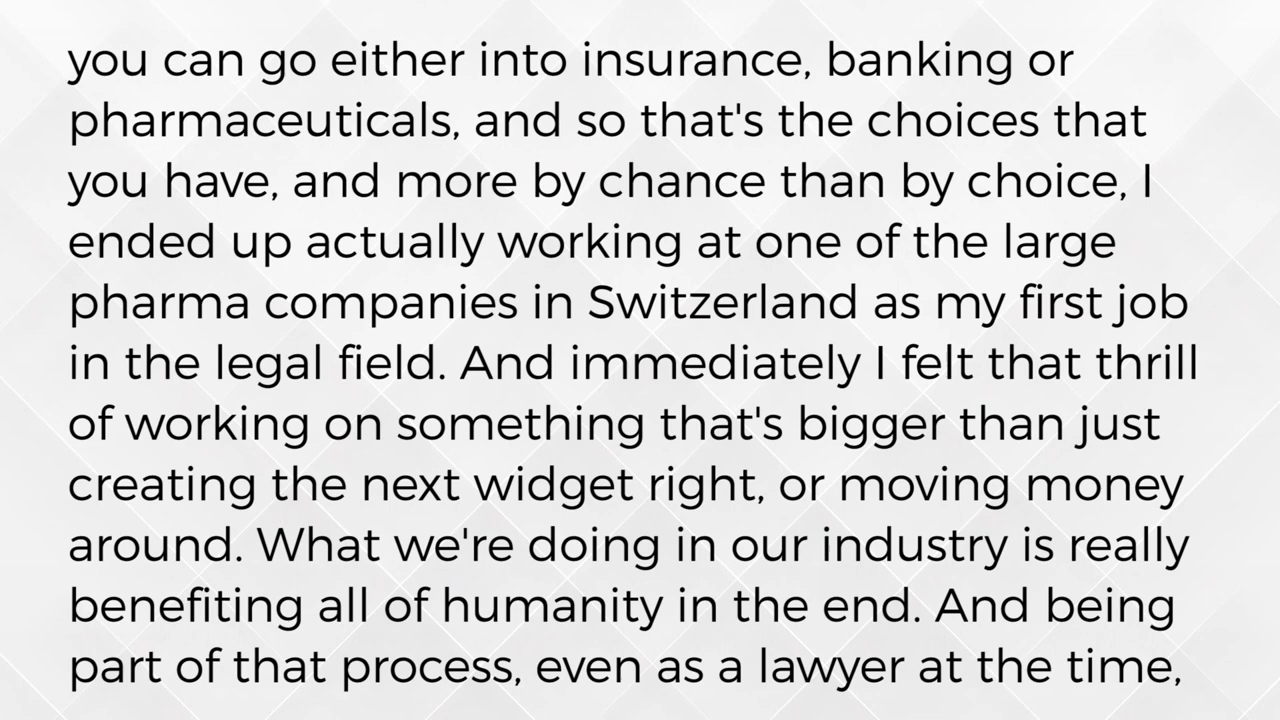 you can go either into insurance, banking or
pharmaceuticals, and so that's the choices that
you have, and more by chance than by choice, I
ended up actually working at one of the large
pharma companies in Switzerland as my first job
in the legal field. And immediately I felt that thrill
of working on something that's bigger than just
creating the next widget right, or moving money
around. What we're doing in our industry is really
benefiting all of humanity in the end. And being
part of that process, even as a lawyer at the time,